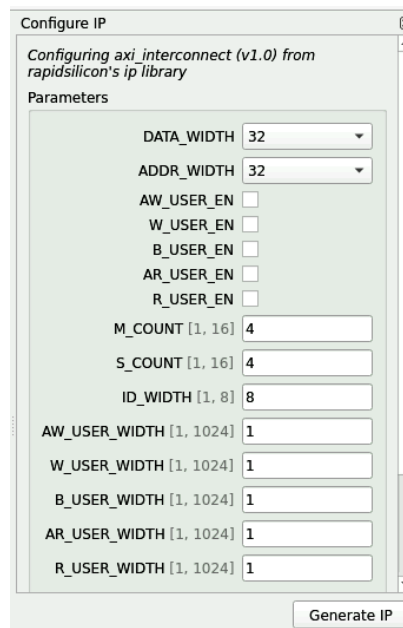 Configure IP
Configuring axi_interconnect (v1.0) from
rapidsilicon's ip library
Parameters
DATA_WIDTH 32
ADDR_WIDTH 32
AW_USER_EN
W_USER_EN
B_USER_EN
AR_USER_EN
R_USER_EN
M_COUNT [1, 16] 4
S_COUNT [1, 16] 4
ID_WIDTH [1, 8] 8
AW_USER_WIDTH [1, 1024] 1
W_USER_WIDTH [1, 1024] 1
B_USER_WIDTH [1, 1024] 1
AR_USER_WIDTH [1, 1024] 1
R_USER_WIDTH [1, 1024] 1
Generate IP